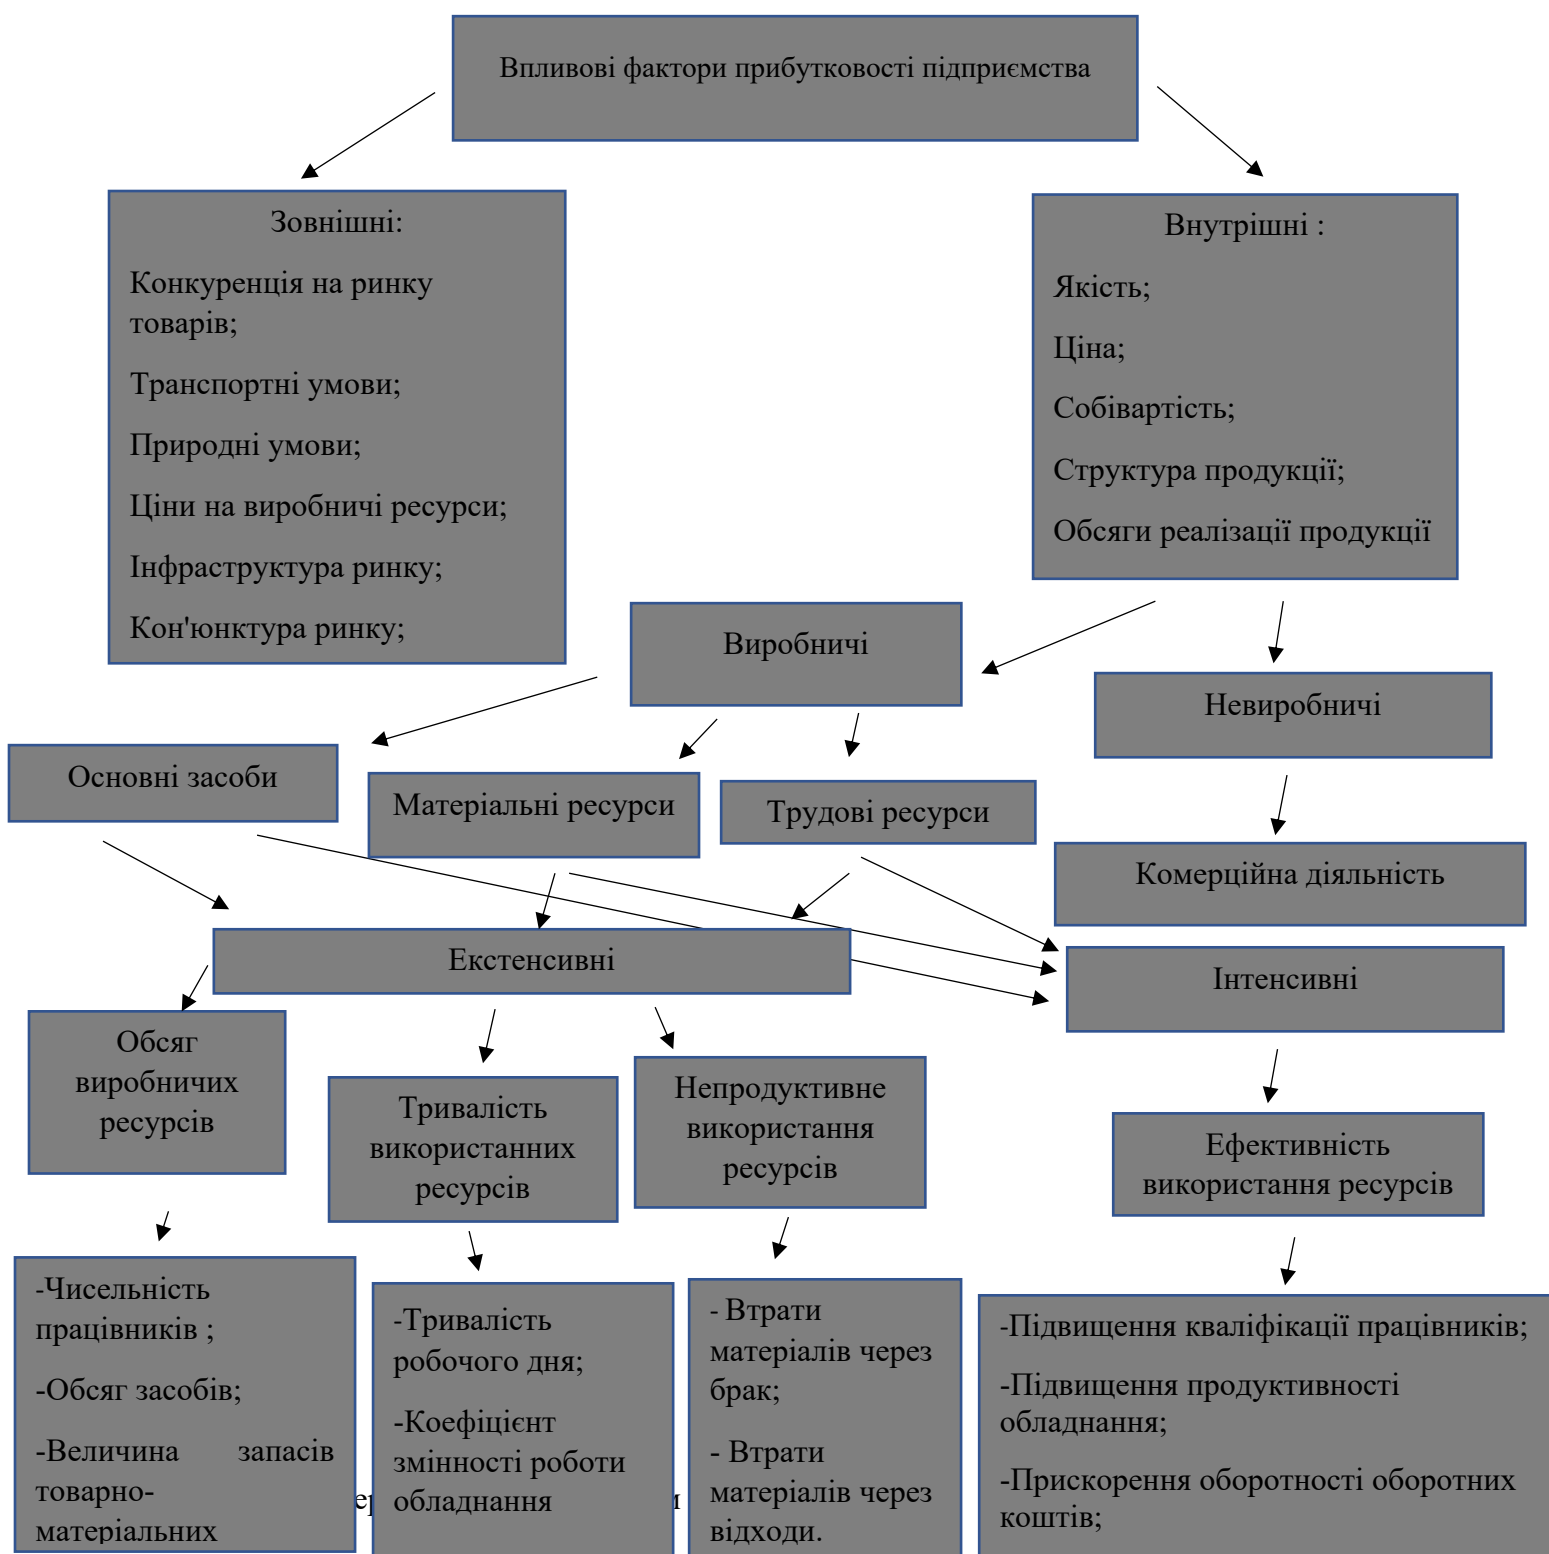 Впливові фактори прибутковості підприємства
Зовнішні:
Конкуренція на ринку
товарів;
Транспортні умови;
Природні умови;
Ціни на виробничі ресурси;
Інфраструктура ринку;
Кон'юнктура ринку;
Внутрішні :
Якість;
Ціна;
Собівартість;
Структура продукції;
Обсяги реалізації продукції
Виробничі
Невиробничі
Основні засоби
Матеріальні ресурси
Трудові ресурси
Комерційна діяльність
Екстенсивні
Інтенсивні
Обсяг
виробничих
ресурсів
Тривалість
використанних
ресурсів
Непродуктивне
використання
ресурсів
Ефективність
використання ресурсів
-Чисельність
працівників ;
-Обсяг засобів;
-Величина запасів
товарно-
матеріальних
-Тривалість
робочого дня;
-Коефіцієнт
змінності роботи
обладнання
- Втрати
матеріалів через
брак;
- Втрати
матеріалів через
відходи.
-Підвищення кваліфікації працівників;
-Підвищення продуктивності
обладнання;
-Прискорення оборотності оборотних
коштів;